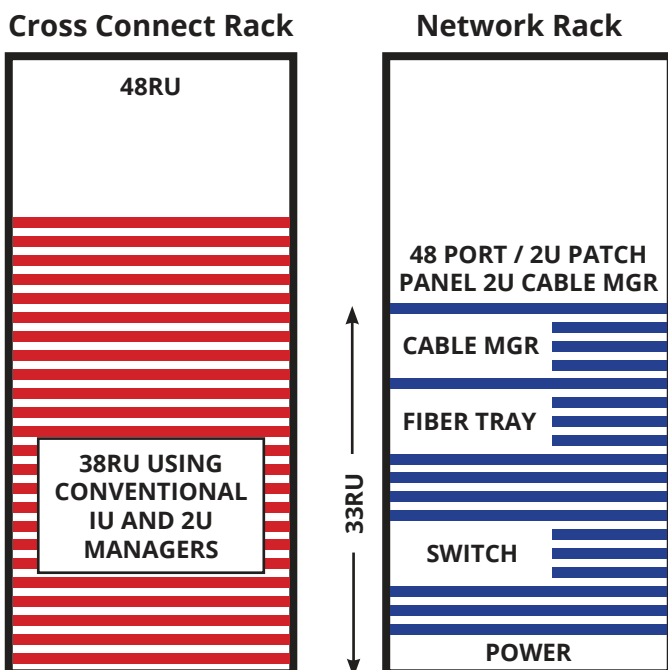 Cross Connect Rack
48RU
38RU USING
CONVENTIONAL
IU AND 2U
MANAGERS
Network Rack
48 PORT / 2U PATCH
PANEL 2U CABLE MGR
CABLE MGR
FIBER TRAY
33RU
SWITCH
POWER